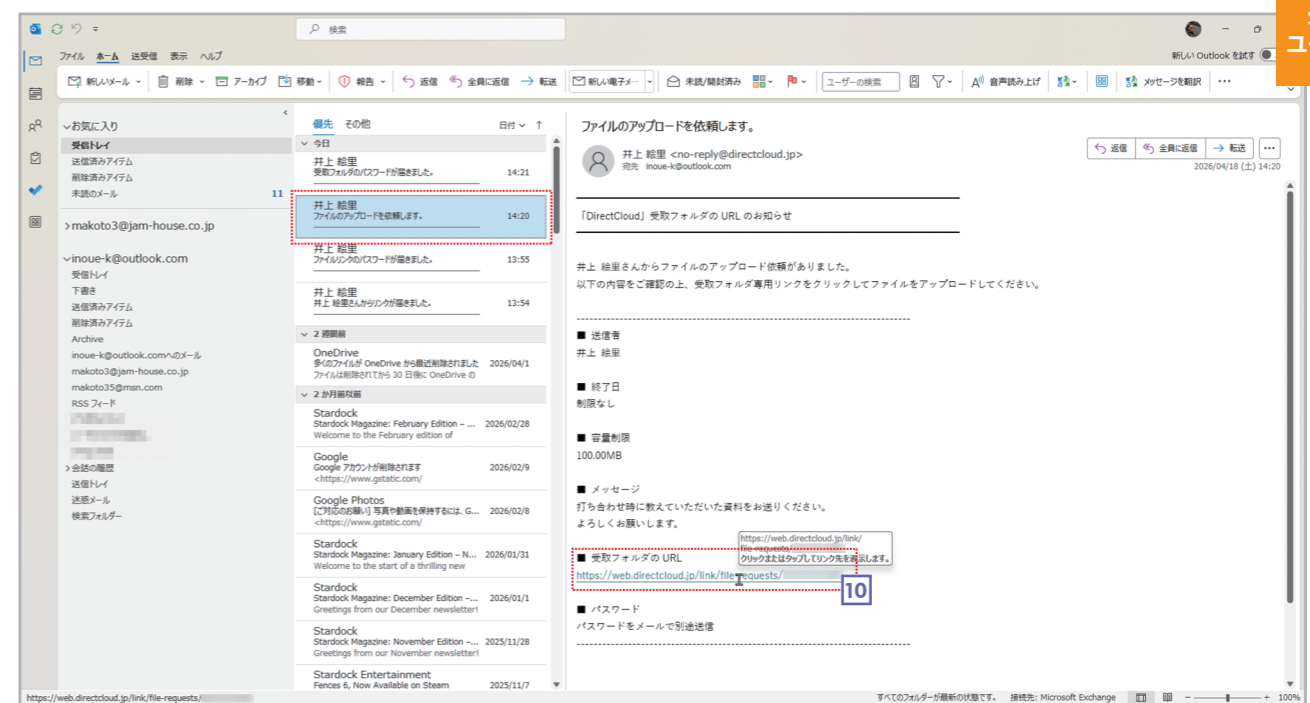 検索
ファイル ホーム 送受信 表示 ヘルプ
新しい Outlook を試す
新しいメール 削除 アーカイブ 移動 報告 返信 全員に返信 転送 新しい電子メ… 未読/開封済み ユーザーの検索 音声読み上げ メッセージを翻訳
お気に入り
受信トレイ
送信済みアイテム
削除済みアイテム
未読のメール 11
makoto3@jam-house.co.jp
inoue-k@outlook.com
受信トレイ
下書き
送信済みアイテム
削除済みアイテム
Archive
inoue-k@outlook.comへのメール
makoto3@jam-house.co.jp
makoto35@msn.com
RSS フィード
会話の履歴
送信トレイ
迷惑メール
検索フォルダー
優先 その他 日付
今日
井上 絵里
受取フォルダのパスワードが届きました。 14:21
井上 絵里
ファイルのアップロードを依頼します。 14:20
井上 絵里
ファイルリンクのパスワードが届きました。 13:55
井上 絵里
井上 絵里さんからリンクが届きました。 13:54
2 週間前
OneDrive
多くのファイルが OneDrive から最近削除されました 2026/04/1
ファイルは削除されてから 30 日後に OneDrive の
2 か月前以前
Stardock
Stardock Magazine: February Edition – ... 2026/02/28
Welcome to the February edition of
Google
Google アカウントが削除されます 2026/02/9
<https://www.gstatic.com/
Google Photos
[ご対応のお願い] 写真や動画を保持するには、G... 2026/02/8
<https://www.gstatic.com/
Stardock
Stardock Magazine: January Edition – N... 2026/01/31
Welcome to the start of a thrilling new
Stardock
Stardock Magazine: December Edition –... 2026/01/1
Greetings from our December newsletter!
Stardock
Stardock Magazine: November Edition –... 2025/11/28
Greetings from our November newsletter!
Stardock Entertainment
Fences 6, Now Available on Steam 2025/11/7
ファイルのアップロードを依頼します。
井上 絵里 <no-reply@directcloud.jp>
宛先 inoue-k@outlook.com
返信 全員に返信 転送
2026/04/18 (土) 14:20
「DirectCloud」受取フォルダの URL のお知らせ
井上 絵里さんからファイルのアップロード依頼がありました。
以下の内容をご確認の上、受取フォルダ専用リンクをクリックしてファイルをアップロードしてください。
■ 送信者
井上 絵里
■ 終了日
制限なし
■ 容量制限
100.00MB
■ メッセージ
打ち合わせ時に教えていただいた資料をお送りください。
よろしくお願いします。
https://web.directcloud.jp/link/
file-requests/
クリックまたはタップしてリンク先を表示します。
■ 受取フォルダの URL
https://web.directcloud.jp/link/file-requests/
10
■ パスワード
パスワードをメールで別途送信
https://web.directcloud.jp/link/file-requests/
すべてのフォルダーが最新の状態です。 接続先: Microsoft Exchange 100%